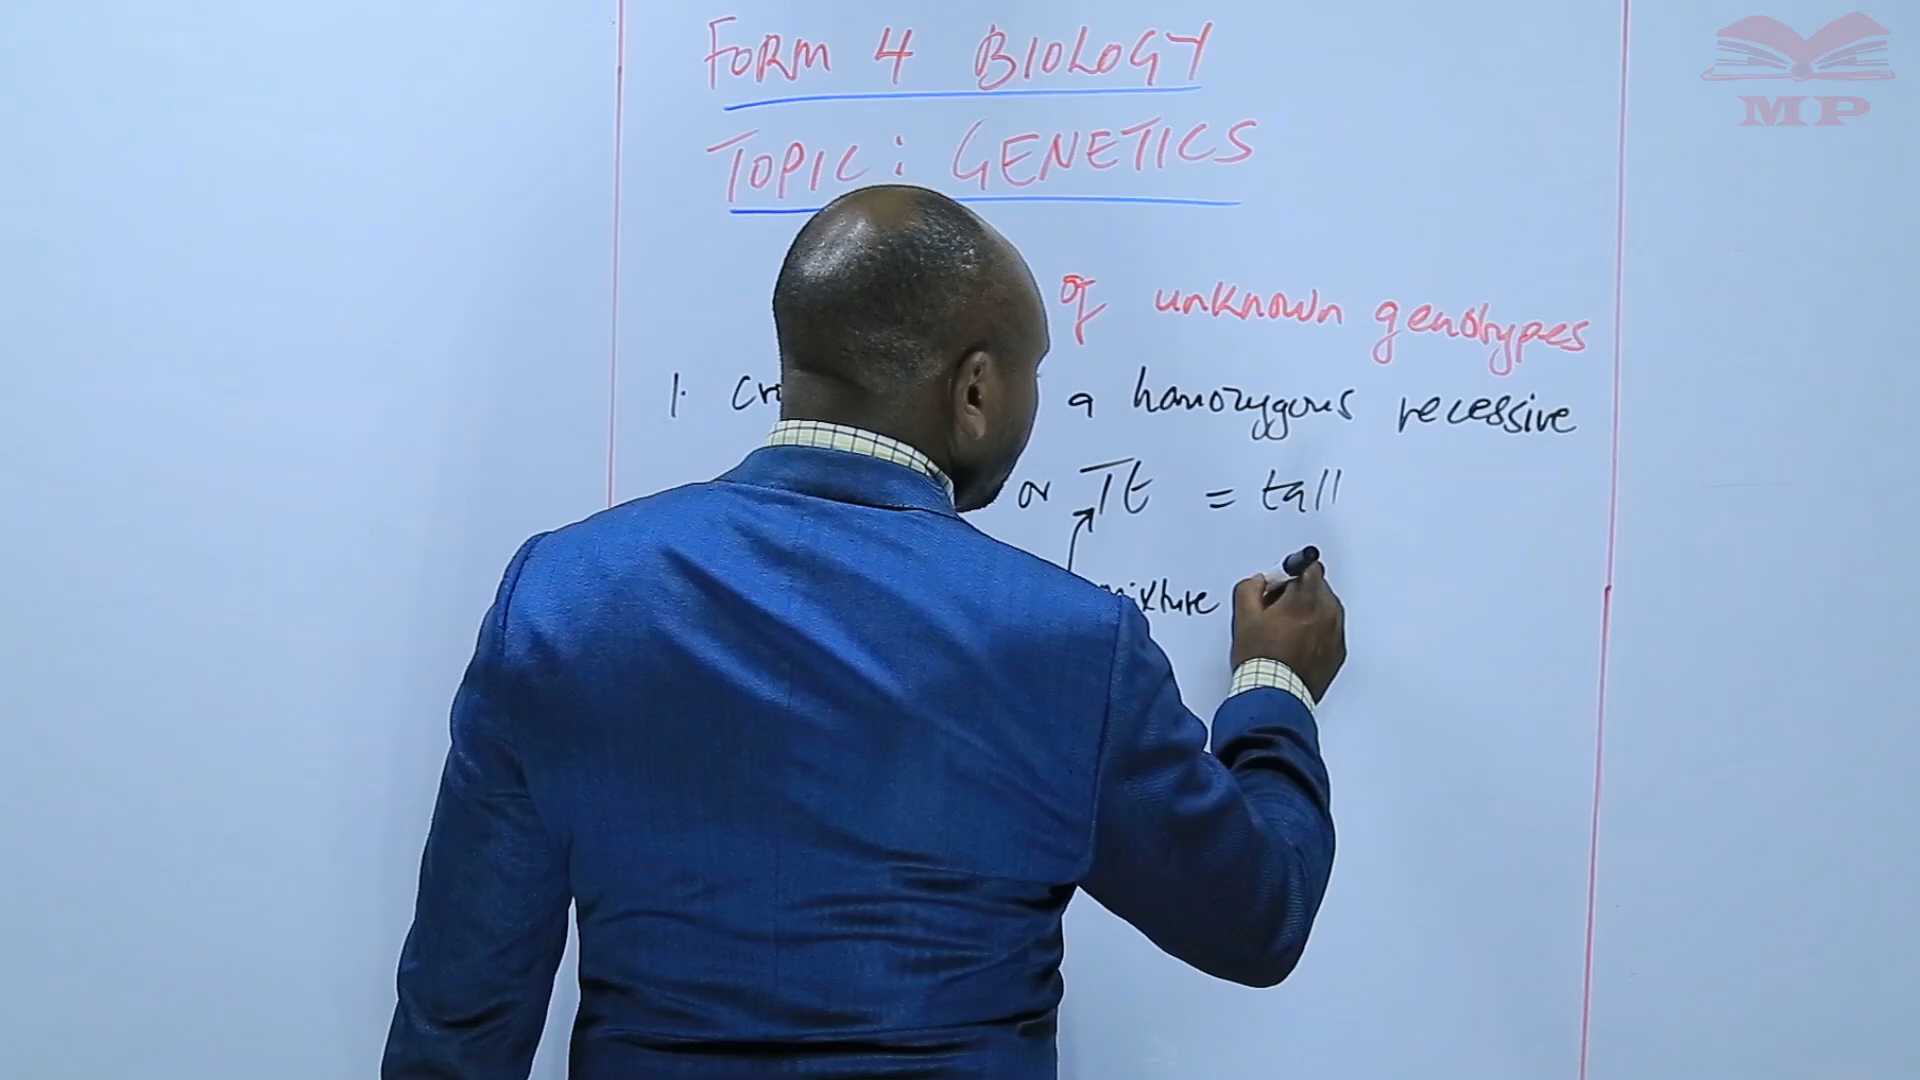 FORM 4 BIOLOGY
TOPIC: GENETICS
of unknown genotypes
1. a homozygous recessive
or Tt = tall
mixture
MP